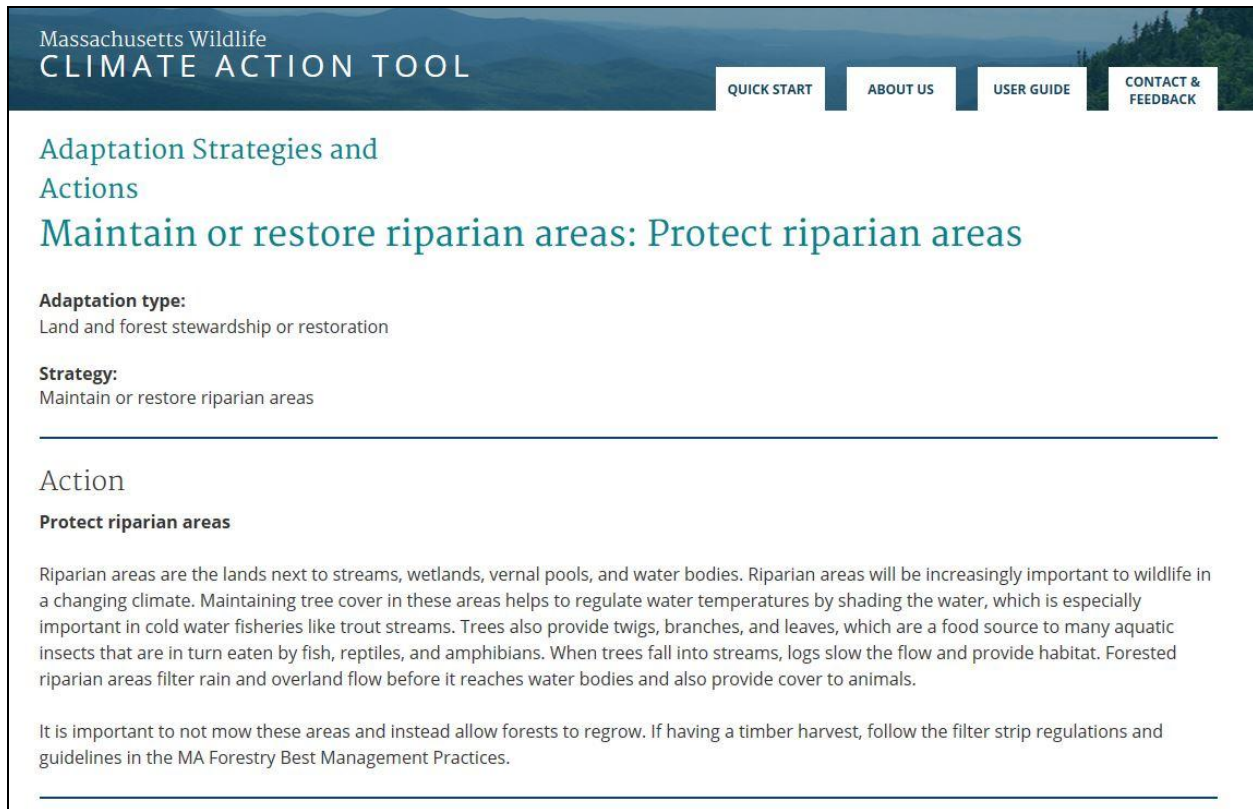 Massachusetts Wildlife
CLIMATE ACTION TOOL
QUICK START
ABOUT US
USER GUIDE
CONTACT &
FEEDBACK
Adaptation Strategies and
Actions
Maintain or restore riparian areas: Protect riparian areas
Adaptation type:
Land and forest stewardship or restoration
Strategy:
Maintain or restore riparian areas
Action
Protect riparian areas
Riparian areas are the lands next to streams, wetlands, vernal pools, and water bodies. Riparian areas will be increasingly important to wildlife in
a changing climate. Maintaining tree cover in these areas helps to regulate water temperatures by shading the water, which is especially
important in cold water fisheries like trout streams. Trees also provide twigs, branches, and leaves, which are a food source to many aquatic
insects that are in turn eaten by fish, reptiles, and amphibians. When trees fall into streams, logs slow the flow and provide habitat. Forested
riparian areas filter rain and overland flow before it reaches water bodies and also provide cover to animals.
It is important to not mow these areas and instead allow forests to regrow. If having a timber harvest, follow the filter strip regulations and
guidelines in the MA Forestry Best Management Practices.